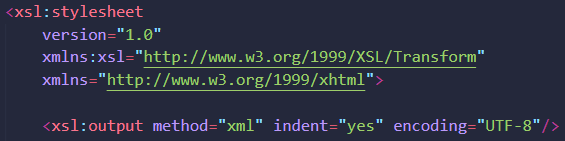 <xsl:stylesheet
version="1.0"
xmlns:xsl="http://www.w3.org/1999/XSL/Transform"
xmlns="http://www.w3.org/1999/xhtml">
<xsl:output method="xml" indent="yes" encoding="UTF-8"/>